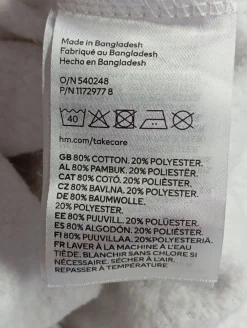 Made in Bangladesh
Fabriqué au Bangladesh
Hecho en Bangladesh
O/N 540248
P/N 1172977 8
40
hm.com/takecare
GB 80% COTTON. 20% POLYESTER.
AL 80% PAMBUK. 20% POLIESTËR.
CAT 80% COTÓ. 20% POLIÈSTER.
CZ 80% BAVLNA. 20% POLYESTER.
DE 80% BAUMWOLLE.
20% POLYESTER.
EE 80% PUUVILL. 20% POLÜESTER.
ES 80% ALGODÓN. 20% POLIÉSTER.
FI 80% PUUVILLAA. 20% POLYESTERIÄ.
FR LAVER À LA MACHINE À L'EAU
TIÈDE. BLANCHIR SANS CHLORE SI
NÉCESSAIRE. SÉCHER À L'AIR.
REPASSER À TEMPÉRATURE